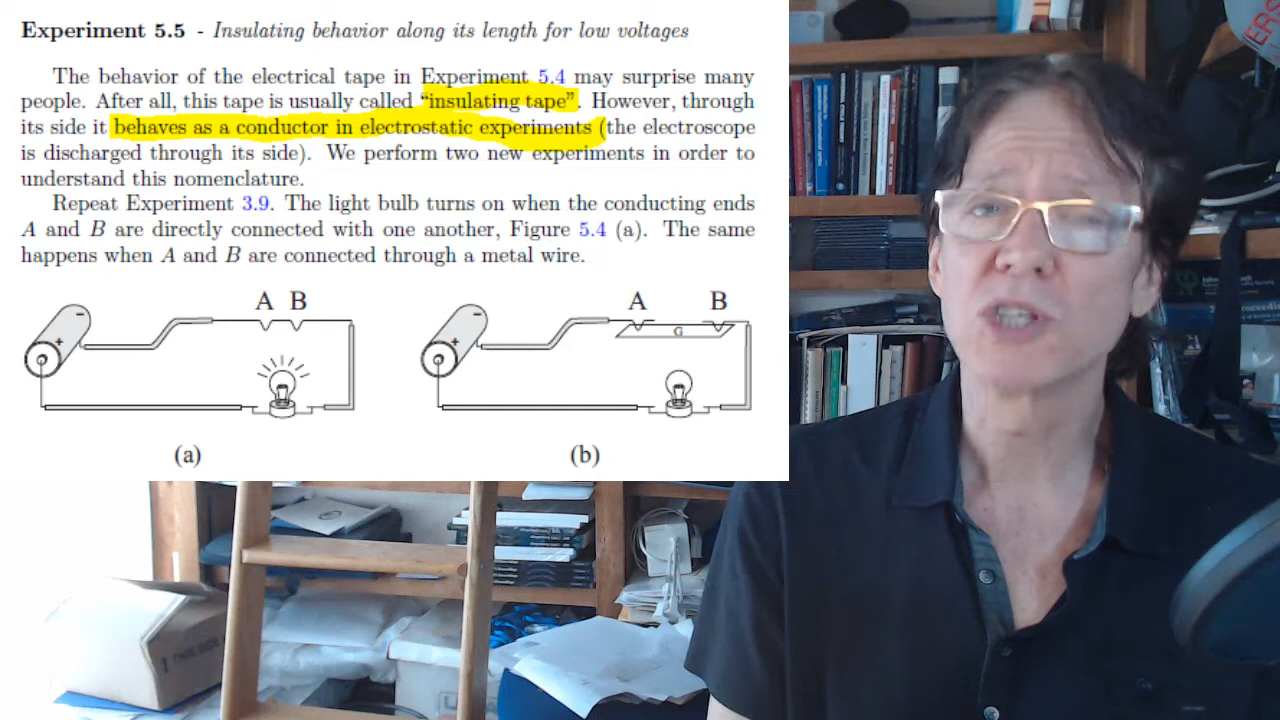 Experiment 5.5 - Insulating behavior along its length for low voltages
The behavior of the electrical tape in Experiment 5.4 may surprise many
people. After all, this tape is usually called “insulating tape”. However, through
its side it behaves as a conductor in electrostatic experiments (the electroscope
is discharged through its side). We perform two new experiments in order to
understand this nomenclature.
Repeat Experiment 3.9. The light bulb turns on when the conducting ends
A and B are directly connected with one another, Figure 5.4 (a). The same
happens when A and B are connected through a metal wire.
A B
A B
- +
- +
G
(a) (b)